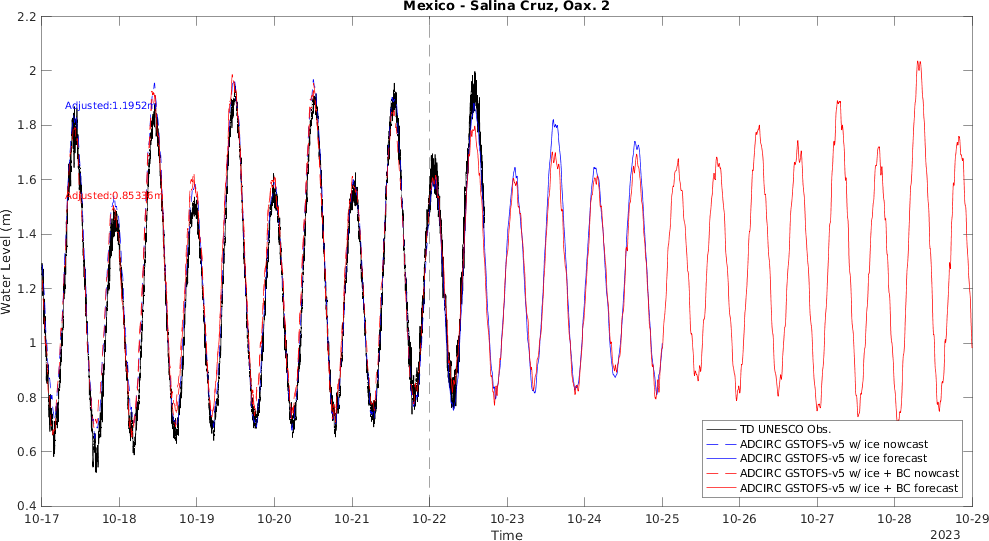 Mexico - Salina Cruz, Oax. 2
Water Level (m)
2.2
2
1.8
1.6
1.4
1.2
1
0.8
0.6
0.4
Adjusted:1.1952m
Adjusted:0.85336m
TD UNESCO Obs.
ADCIRC GSTOFS-v5 w/ ice nowcast
ADCIRC GSTOFS-v5 w/ ice forecast
ADCIRC GSTOFS-v5 w/ ice + BC nowcast
ADCIRC GSTOFS-v5 w/ ice + BC forecast
10-17 10-18 10-19 10-20 10-21 10-22 10-23 10-24 10-25 10-26 10-27 10-28 10-29
Time
2023